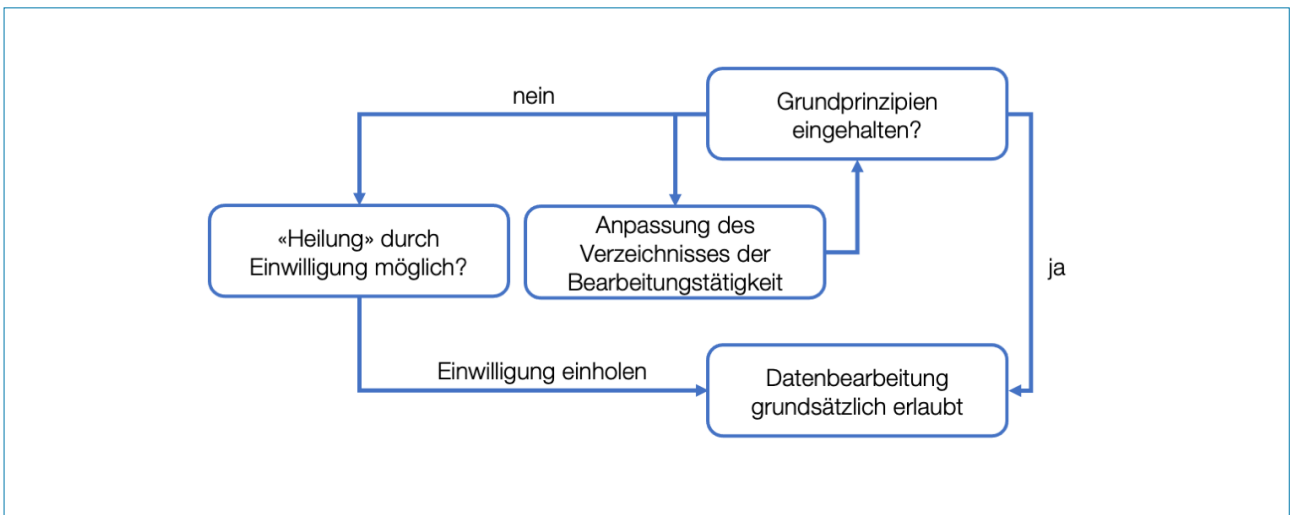 nein
Grundprinzipien
eingehalten?
«Heilung» durch
Einwilligung möglich?
Anpassung des
Verzeichnisses der
Bearbeitungstätigkeit
ja
Einwilligung einholen
Datenbearbeitung
grundsätzlich erlaubt